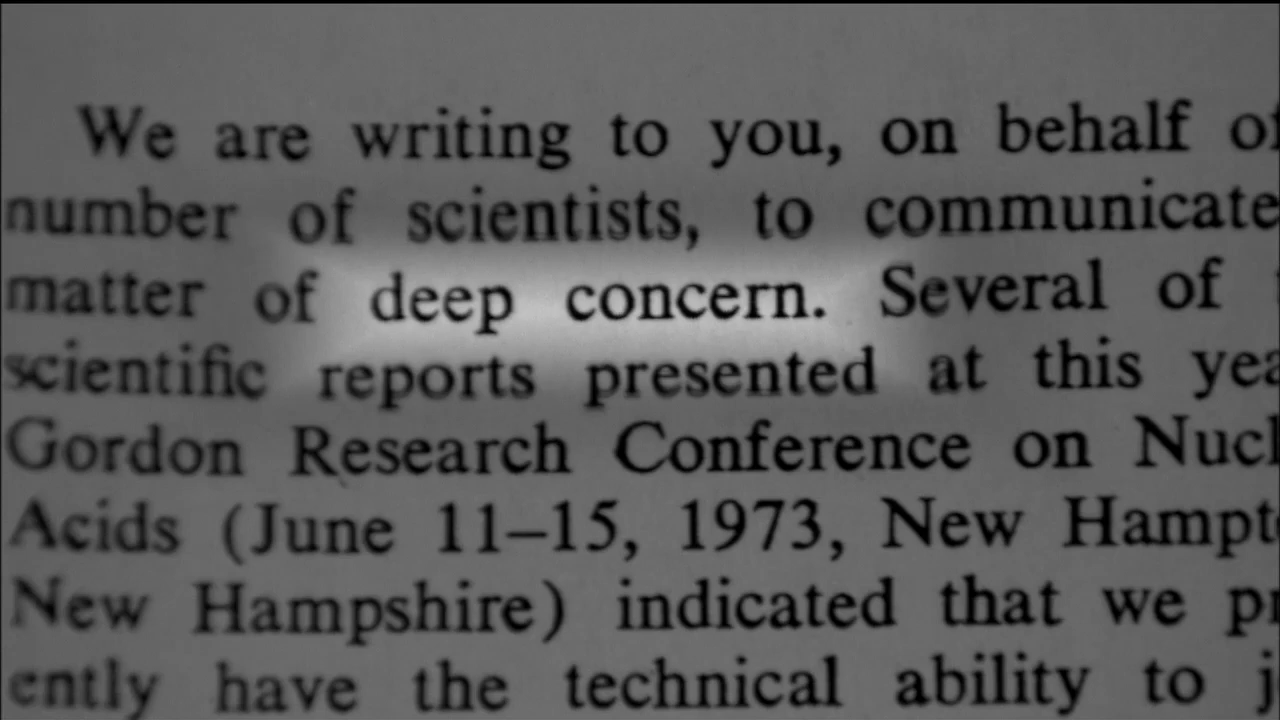 We are writing to you, on behalf of
number of scientists, to communicate
matter of deep concern. Several of
scientific reports presented at this
Gordon Research Conference on
Acids (June 11–15, 1973, New
New Hampshire) indicated that we
ently have the technical ability to